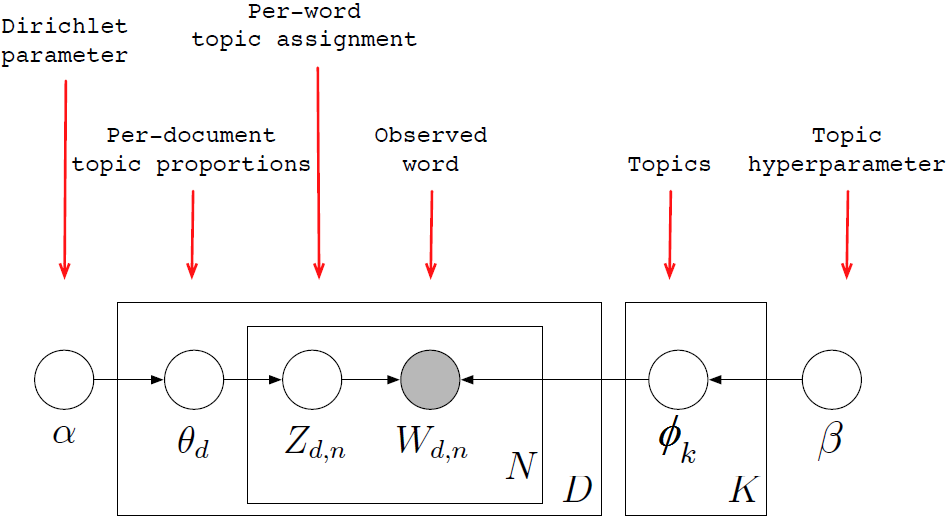 Dirichlet
parameter
Per-word
topic assignment
Per-document
topic proportions
Observed
word
Topics
Topic
hyperparameter
α
θd
Zd,n
Wd,n
N
D
ϕk
K
β